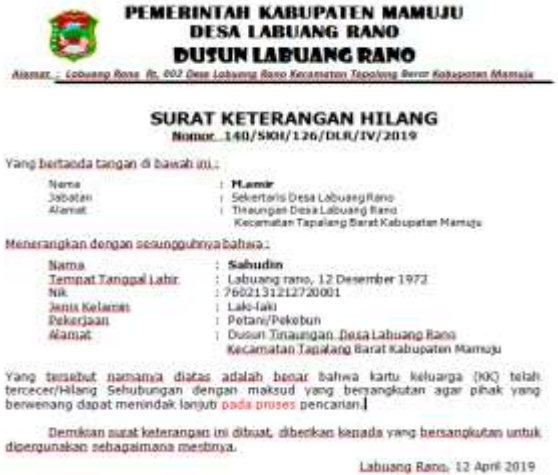 PEMERINTAH KABUPATEN MAMUJU
DESA LABUANG RANO
DUSUN LABUANG RANO
Alamat : Labuang Rano Rt. 002 Desa Labuang Rano Kecamatan Tapalang Barat Kabupaten Mamuju
SURAT KETERANGAN HILANG
Nomor 140/SKH/126/DLR/IV/2019
Yang bertanda tangan di bawah ini :
Nama : M.amir
Jabatan : Sekertaris Desa Labuang Rano
Alamat : Tinaungan Desa Labuang Rano
Kecamatan Tapalang Barat Kabupaten Mamuju
Menerangkan dengan sesungguhnya bahwa :
Nama : Sahudin
Tempat Tanggal Lahir : Labuang rano, 12 Desember 1972
NIK : 7602131212720001
Jenis Kelamin : Laki-laki
Pekerjaan : Petani/Pekebun
Alamat : Dusun Tinaungan Desa Labuang Rano
Kecamatan Tapalang Barat Kabupaten Mamuju
Yang tersebut namanya diatas adalah benar bahwa kartu keluarga (KK) telah
tercecer/Hilang Sehubungan dengan maksud yang bersangkutan agar pihak yang
berwenang dapat menindak lanjuti pada proses pencarian.
Demikian surat keterangan ini dibuat, diberikan kepada yang bersangkutan untuk
dipergunakan sebagaimana mestinya.
Labuang Rano, 12 April 2019